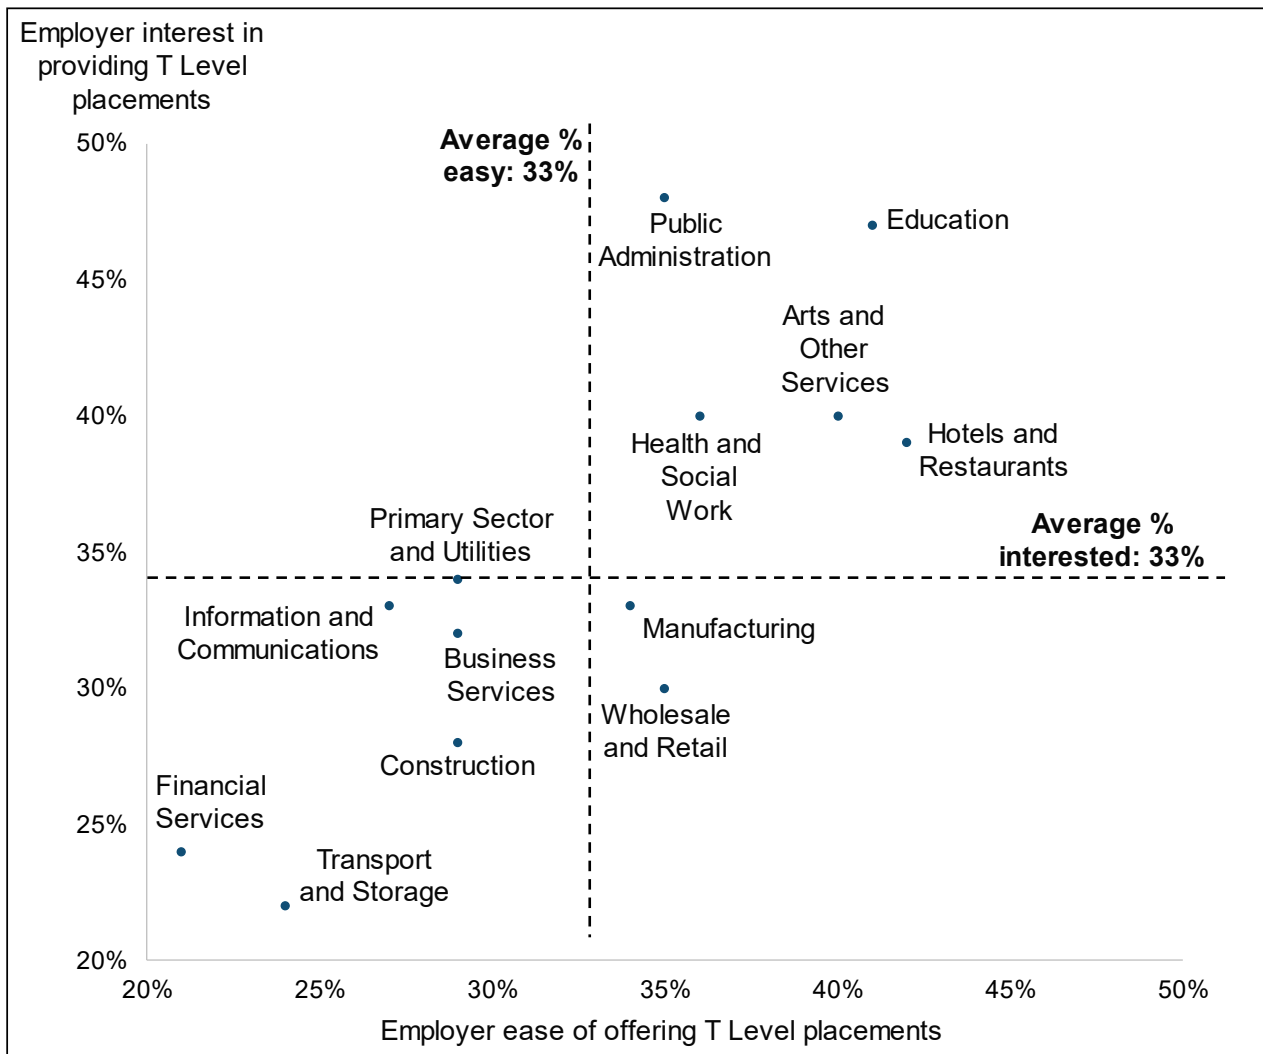 Employer interest in
providing T Level
placements
50%
Average %
easy: 33%
Public
Administration
Education
45%
Arts and
Other
Services
40%
Health and
Social
Work
Hotels and
Restaurants
Primary Sector
and Utilities
Average %
interested: 33%
35%
Information and
Communications
Business
Services
Manufacturing
30%
Wholesale
and Retail
Construction
Financial
Services
25%
Transport
and Storage
20%
20%
25%
30%
35%
40%
45%
50%
Employer ease of offering T Level placements